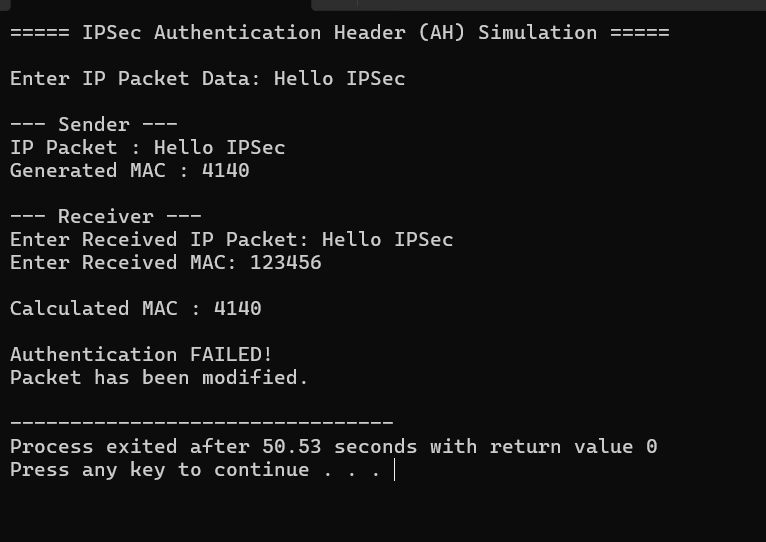 ===== IPSec Authentication Header (AH) Simulation =====
Enter IP Packet Data: Hello IPSec
--- Sender ---
IP Packet : Hello IPSec
Generated MAC : 4140
--- Receiver ---
Enter Received IP Packet: Hello IPSec
Enter Received MAC: 123456
Calculated MAC : 4140
Authentication FAILED!
Packet has been modified.
--------------------------------
Process exited after 50.53 seconds with return value 0
Press any key to continue . . .